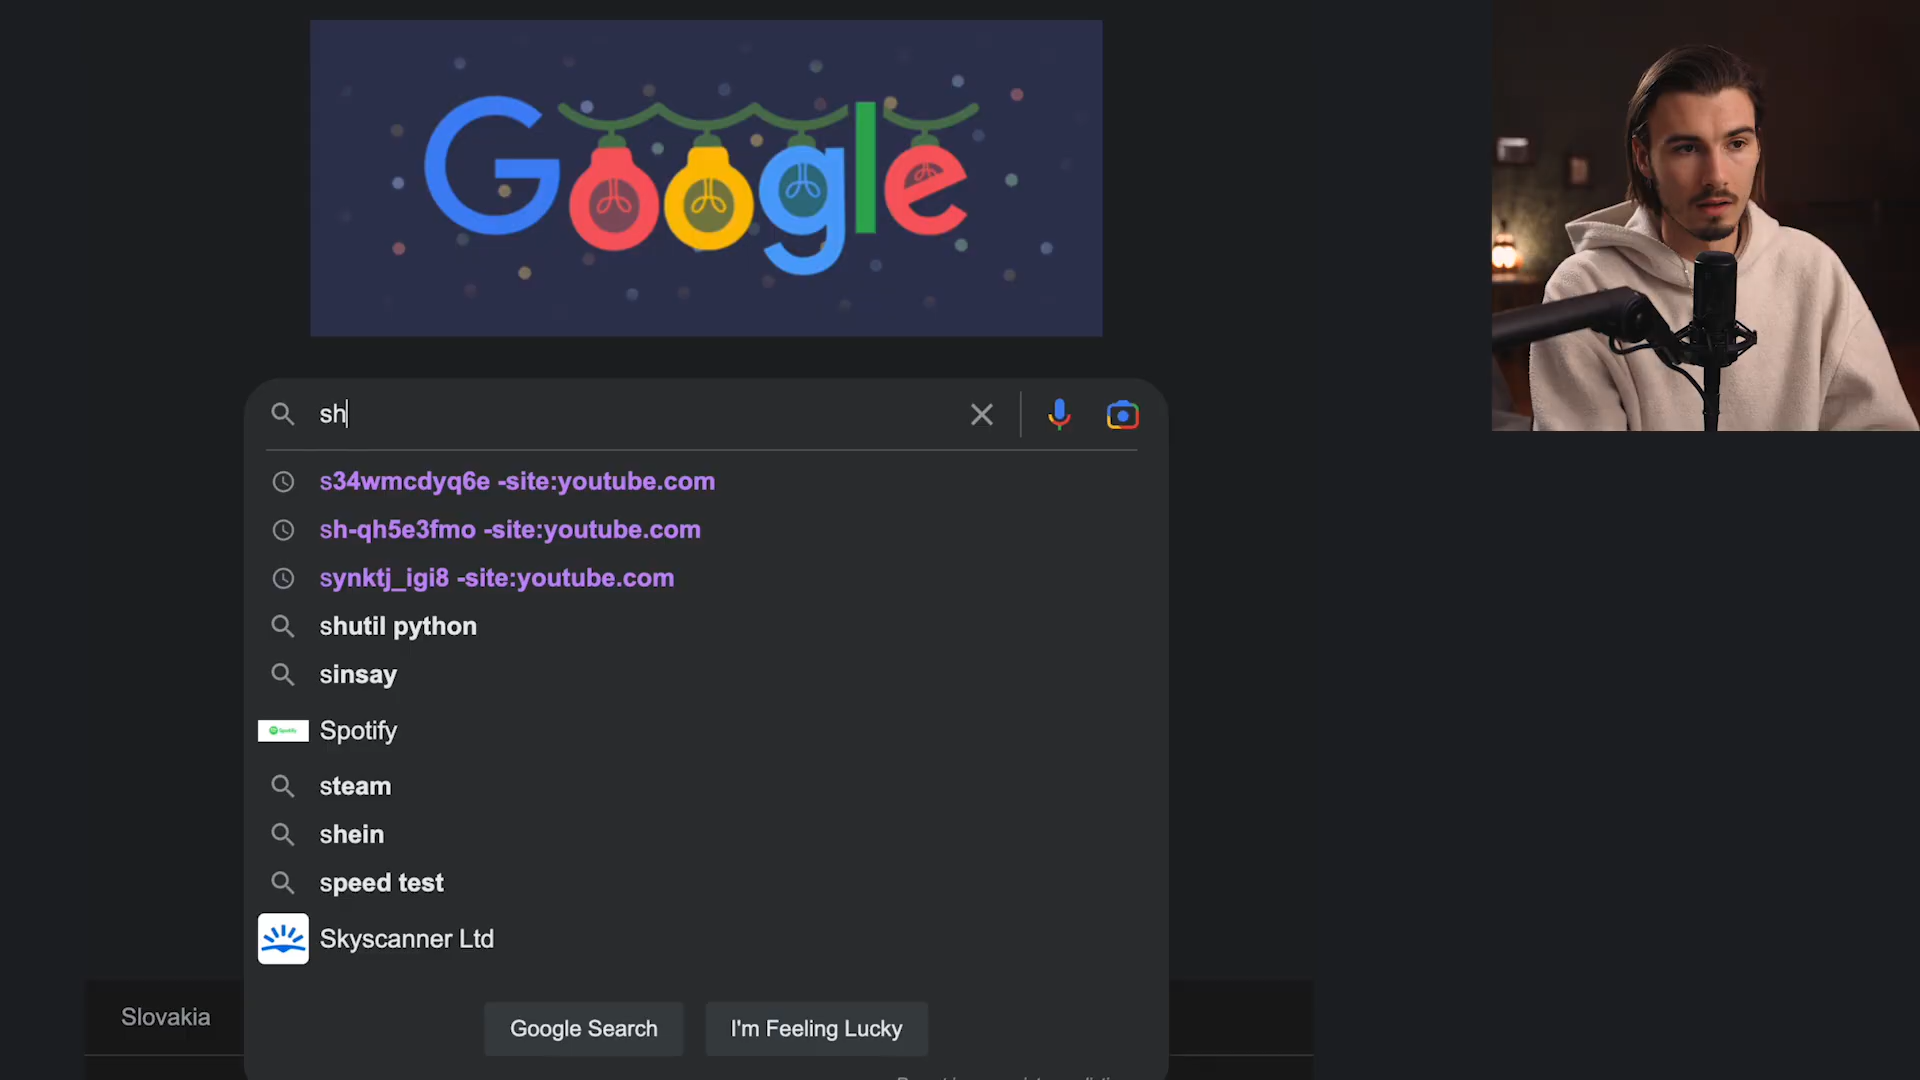 Google
sh
s34wmcdyq6e -site:youtube.com
sh-qh5e3fmo -site:youtube.com
synktj_igi8 -site:youtube.com
shutil python
sinsay
Spotify
Spotify
steam
shein
speed test
Skyscanner Ltd
Slovakia
Google Search
I'm Feeling Lucky